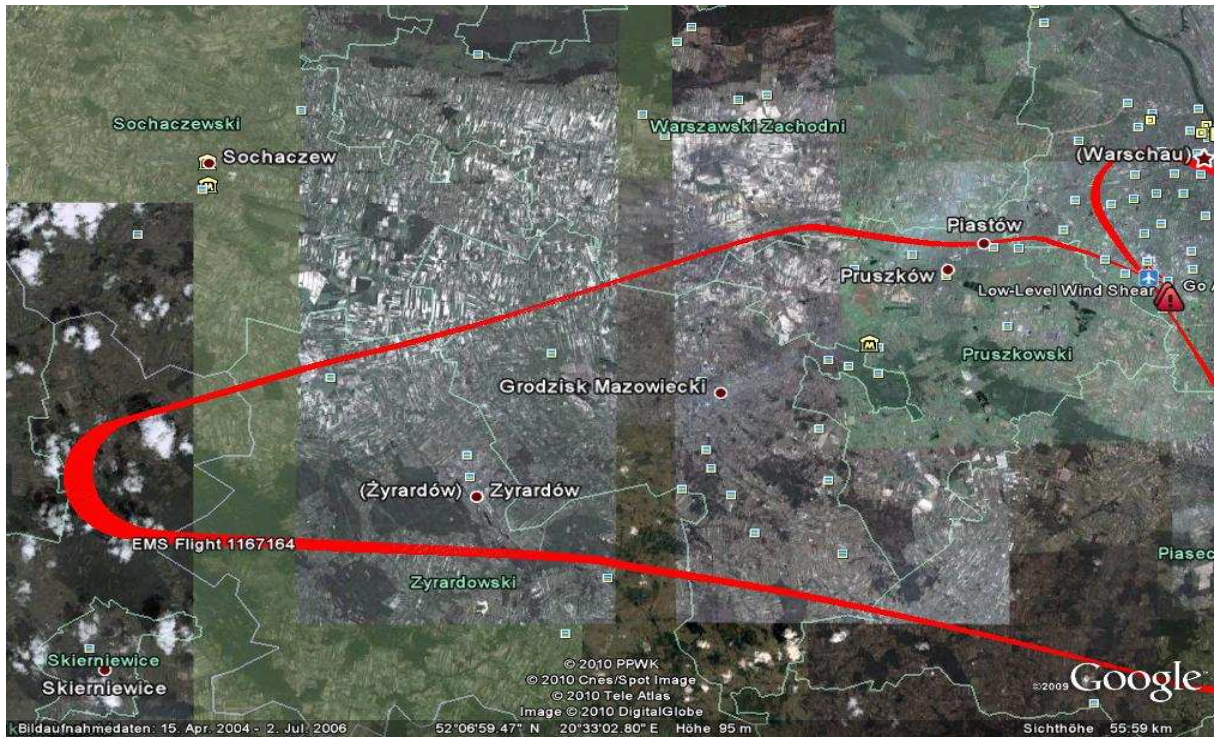 Sochaczewski
Warszawski Zachodni
Sochaczew
(Warschau)
Piastów
Pruszków
Low-Level Wind Shear
Go A
Pruszkowski
Grodzisk Mazowiecki
(Żyrardów) Zyrardów
EMS Flight 1167164
Piasec
Zyrardowski
Skierniewice
Skierniewice
© 2010 PPWK
© 2010 Cnes/Spot Image
© 2010 Tele Atlas
Image © 2010 DigitalGlobe
©2009 Google
Bildaufnahmedaten: 15. Apr. 2004 - 2. Jul. 2006 52°06'59.47" N 20°33'02.80" E Höhe 95 m Sichthöhe 55.59 km